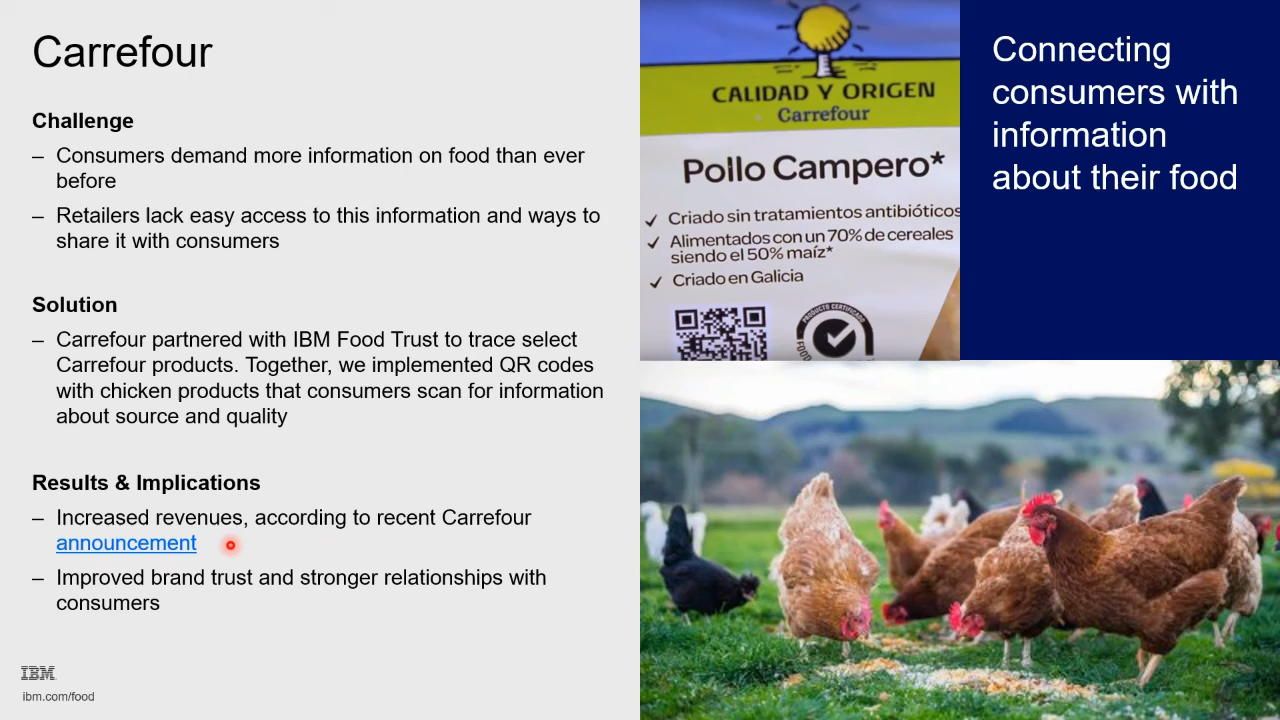 Carrefour
Challenge
– Consumers demand more information on food than ever
before
– Retailers lack easy access to this information and ways to
share it with consumers
Solution
– Carrefour partnered with IBM Food Trust to trace select
Carrefour products. Together, we implemented QR codes
with chicken products that consumers scan for information
about source and quality
Results & Implications
– Increased revenues, according to recent Carrefour
announcement
– Improved brand trust and stronger relationships with
consumers
IBM
ibm.com/food
CALIDAD Y ORIGEN
Carrefour
Pollo Campero*
✓ Criado sin tratamientos antibióticos
✓ Alimentados con un 70% de cereales
siendo el 50% maíz*
✓ Criado en Galicia
PRODUCTO CERTIFICADO
Connecting
consumers with
information
about their food